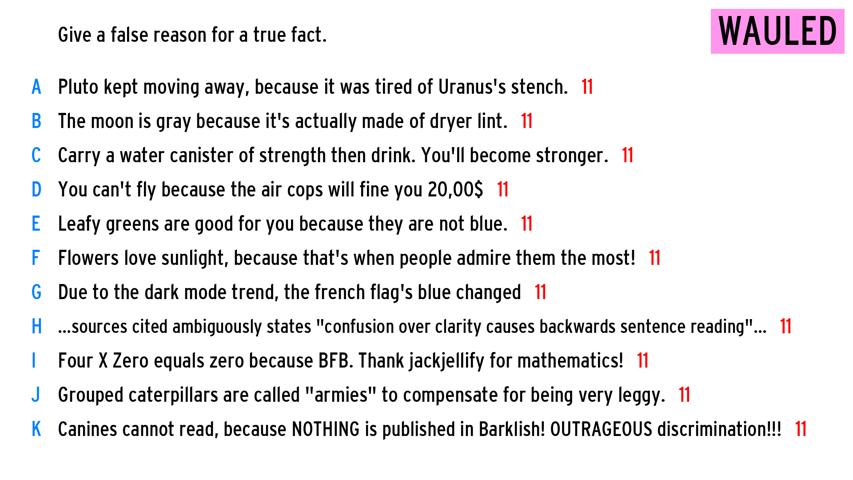 Give a false reason for a true fact.
WAULED
A Pluto kept moving away, because it was tired of Uranus's stench. 11
B The moon is gray because it's actually made of dryer lint. 11
C Carry a water canister of strength then drink. You'll become stronger. 11
D You can't fly because the air cops will fine you 20,00$ 11
E Leafy greens are good for you because they are not blue. 11
F Flowers love sunlight, because that's when people admire them the most! 11
G Due to the dark mode trend, the french flag's blue changed 11
H ...sources cited ambiguously states "confusion over clarity causes backwards sentence reading"... 11
I Four X Zero equals zero because BFB. Thank jackjellify for mathematics! 11
J Grouped caterpillars are called "armies" to compensate for being very leggy. 11
K Canines cannot read, because NOTHING is published in Barklish! OUTRAGEOUS discrimination!!! 11